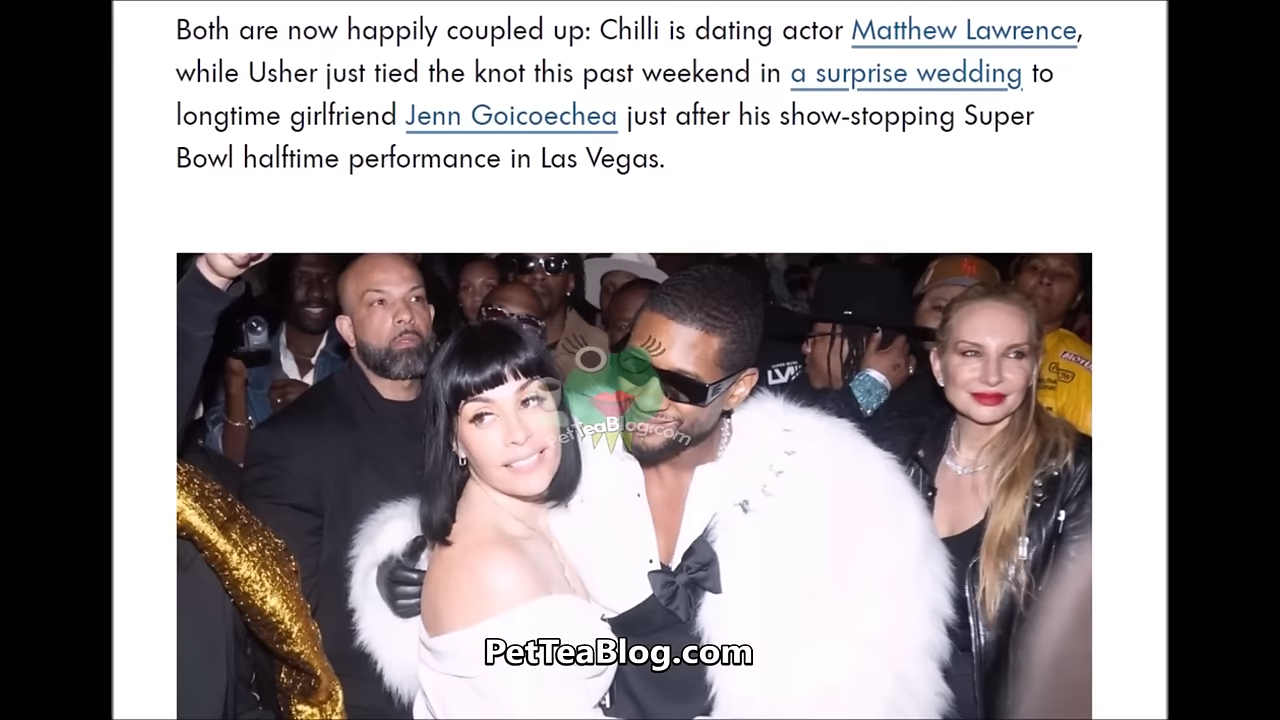 Both are now happily coupled up: Chilli is dating actor Matthew Lawrence,
while Usher just tied the knot this past weekend in a surprise wedding to
longtime girlfriend Jenn Goicoechea just after his show-stopping Super
Bowl halftime performance in Las Vegas.
PetTeaBlog.com
PetTeaBlog.com